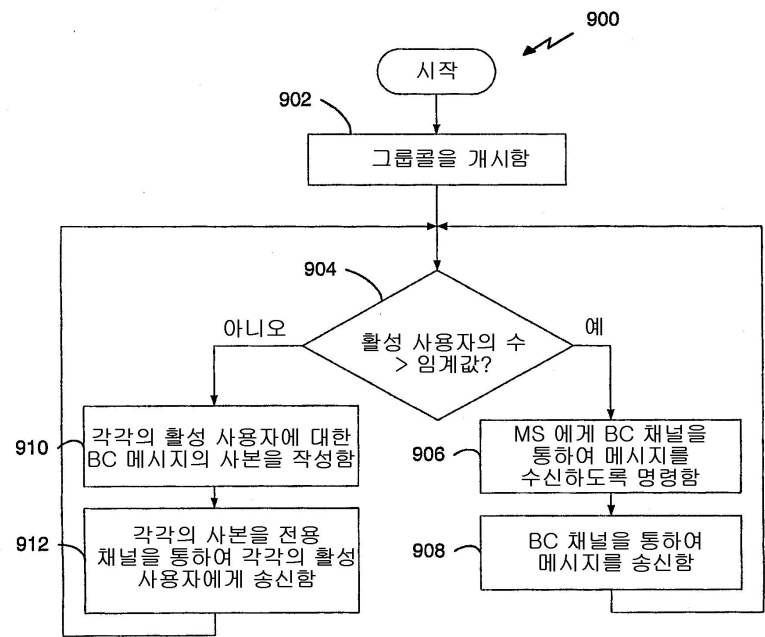 900
시작
902
그룹콜을 개시함
904
아니오
예
활성 사용자의 수
> 임계값?
910
각각의 활성 사용자에 대한
BC 메시지의 사본을 작성함
MS 에게 BC 채널을
통하여 메시지를
수신하도록 명령함
906
912
각각의 사본을 전용
채널을 통하여 각각의 활성
사용자에게 송신함
908
BC 채널을 통하여
메시지를 송신함